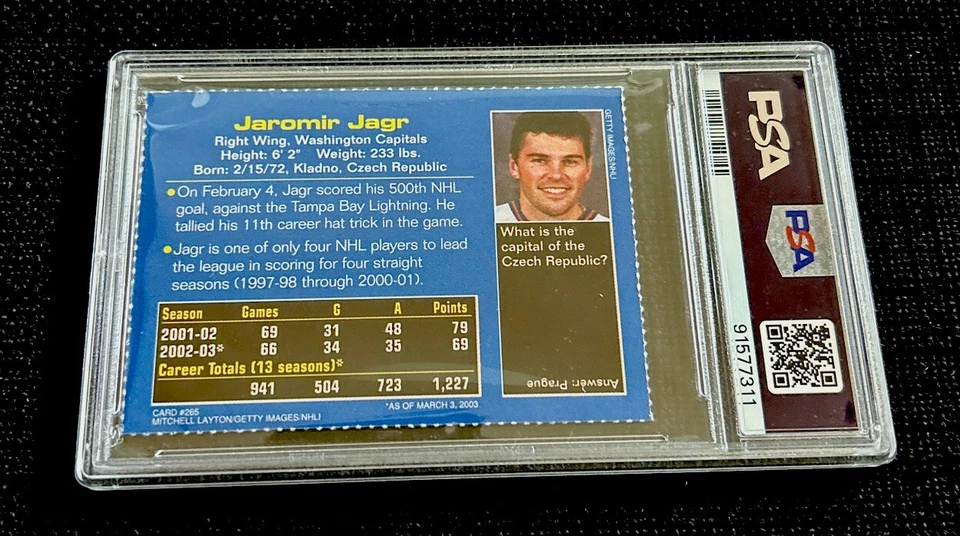 Jaromir Jagr
Right Wing, Washington Capitals
Height: 6' 2" Weight: 233 lbs.
Born: 2/15/72, Kladno, Czech Republic
On February 4, Jagr scored his 500th NHL
goal, against the Tampa Bay Lightning. He
tallied his 11th career hat trick in the game.
Jagr is one of only four NHL players to lead
the league in scoring for four straight
seasons (1997-98 through 2000-01).
Season Games G A Points
2001-02 69 31 48 79
2002-03* 66 34 35 69
Career Totals (13 seasons)*
941 504 723 1,227
CARD #265
MITCHELL LAYTON/GETTY IMAGES/NHLI
*AS OF MARCH 3, 2003
GETTY IMAGES/NHLI
What is the
capital of the
Czech Republic?
Answer: Prague
PSA
PSA
91577311